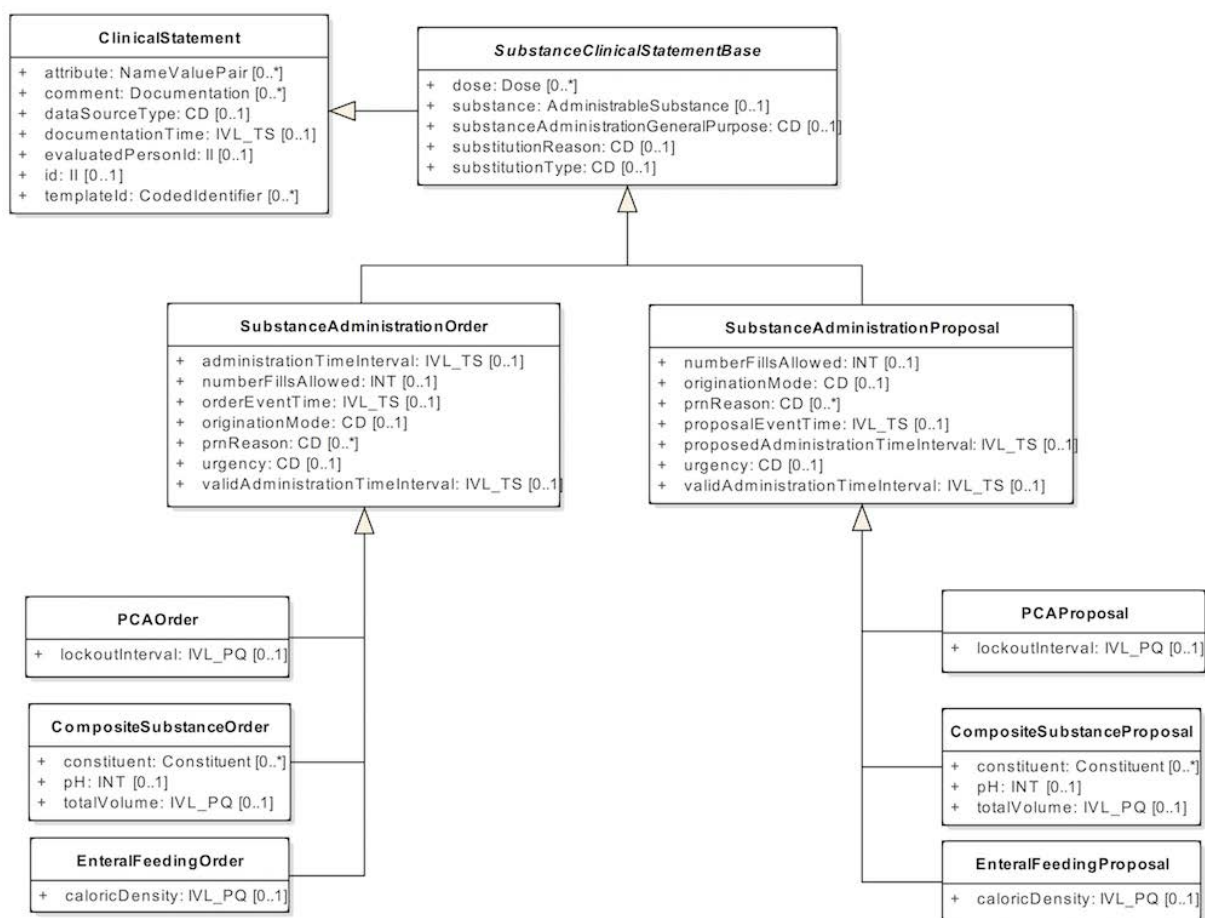 ClinicalStatement
+ attribute: NameValuePair [0..*]
+ comment: Documentation [0..*]
+ dataSourceType: CD [0..1]
+ documentationTime: IVL_TS [0..1]
+ evaluatedPersonId: II [0..1]
+ id: II [0..1]
+ templateId: CodedIdentifier [0..*]
SubstanceClinicalStatementBase
+ dose: Dose [0..*]
+ substance: AdministrableSubstance [0..1]
+ substanceAdministrationGeneralPurpose: CD [0..1]
+ substitutionReason: CD [0..1]
+ substitutionType: CD [0..1]
SubstanceAdministrationOrder
+ administrationTimeInterval: IVL_TS [0..1]
+ numberFillsAllowed: INT [0..1]
+ orderEventTime: IVL_TS [0..1]
+ originationMode: CD [0..1]
+ prnReason: CD [0..*]
+ urgency: CD [0..1]
+ validAdministrationTimeInterval: IVL_TS [0..1]
SubstanceAdministrationProposal
+ numberFillsAllowed: INT [0..1]
+ originationMode: CD [0..1]
+ prnReason: CD [0..*]
+ proposalEventTime: IVL_TS [0..1]
+ proposedAdministrationTimeInterval: IVL_TS [0..1]
+ urgency: CD [0..1]
+ validAdministrationTimeInterval: IVL_TS [0..1]
PCAOrder
+ lockoutInterval: IVL_PQ [0..1]
CompositeSubstanceOrder
+ constituent: Constituent [0..*]
+ pH: INT [0..1]
+ totalVolume: IVL_PQ [0..1]
EnteralFeedingOrder
+ caloricDensity: IVL_PQ [0..1]
PCAProposal
+ lockoutInterval: IVL_PQ [0..1]
CompositeSubstanceProposal
+ constituent: Constituent [0..*]
+ pH: INT [0..1]
+ totalVolume: IVL_PQ [0..1]
EnteralFeedingProposal
+ caloricDensity: IVL_PQ [0..1]